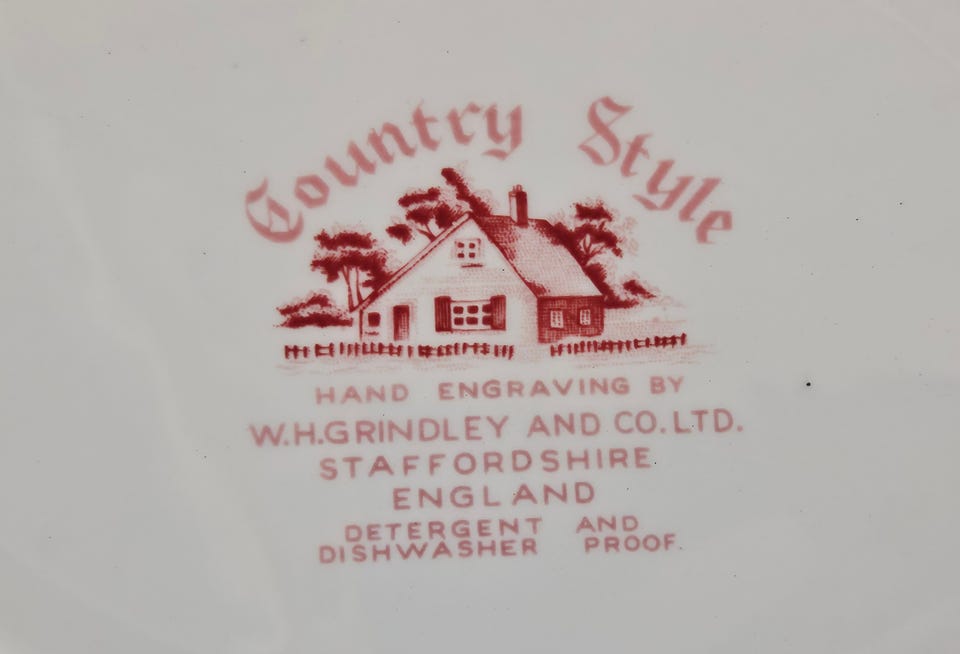 Country Style
HAND ENGRAVING BY
W.H.GRINDLEY AND CO.LTD.
STAFFORDSHIRE
ENGLAND
DETERGENT AND
DISHWASHER PROOF.